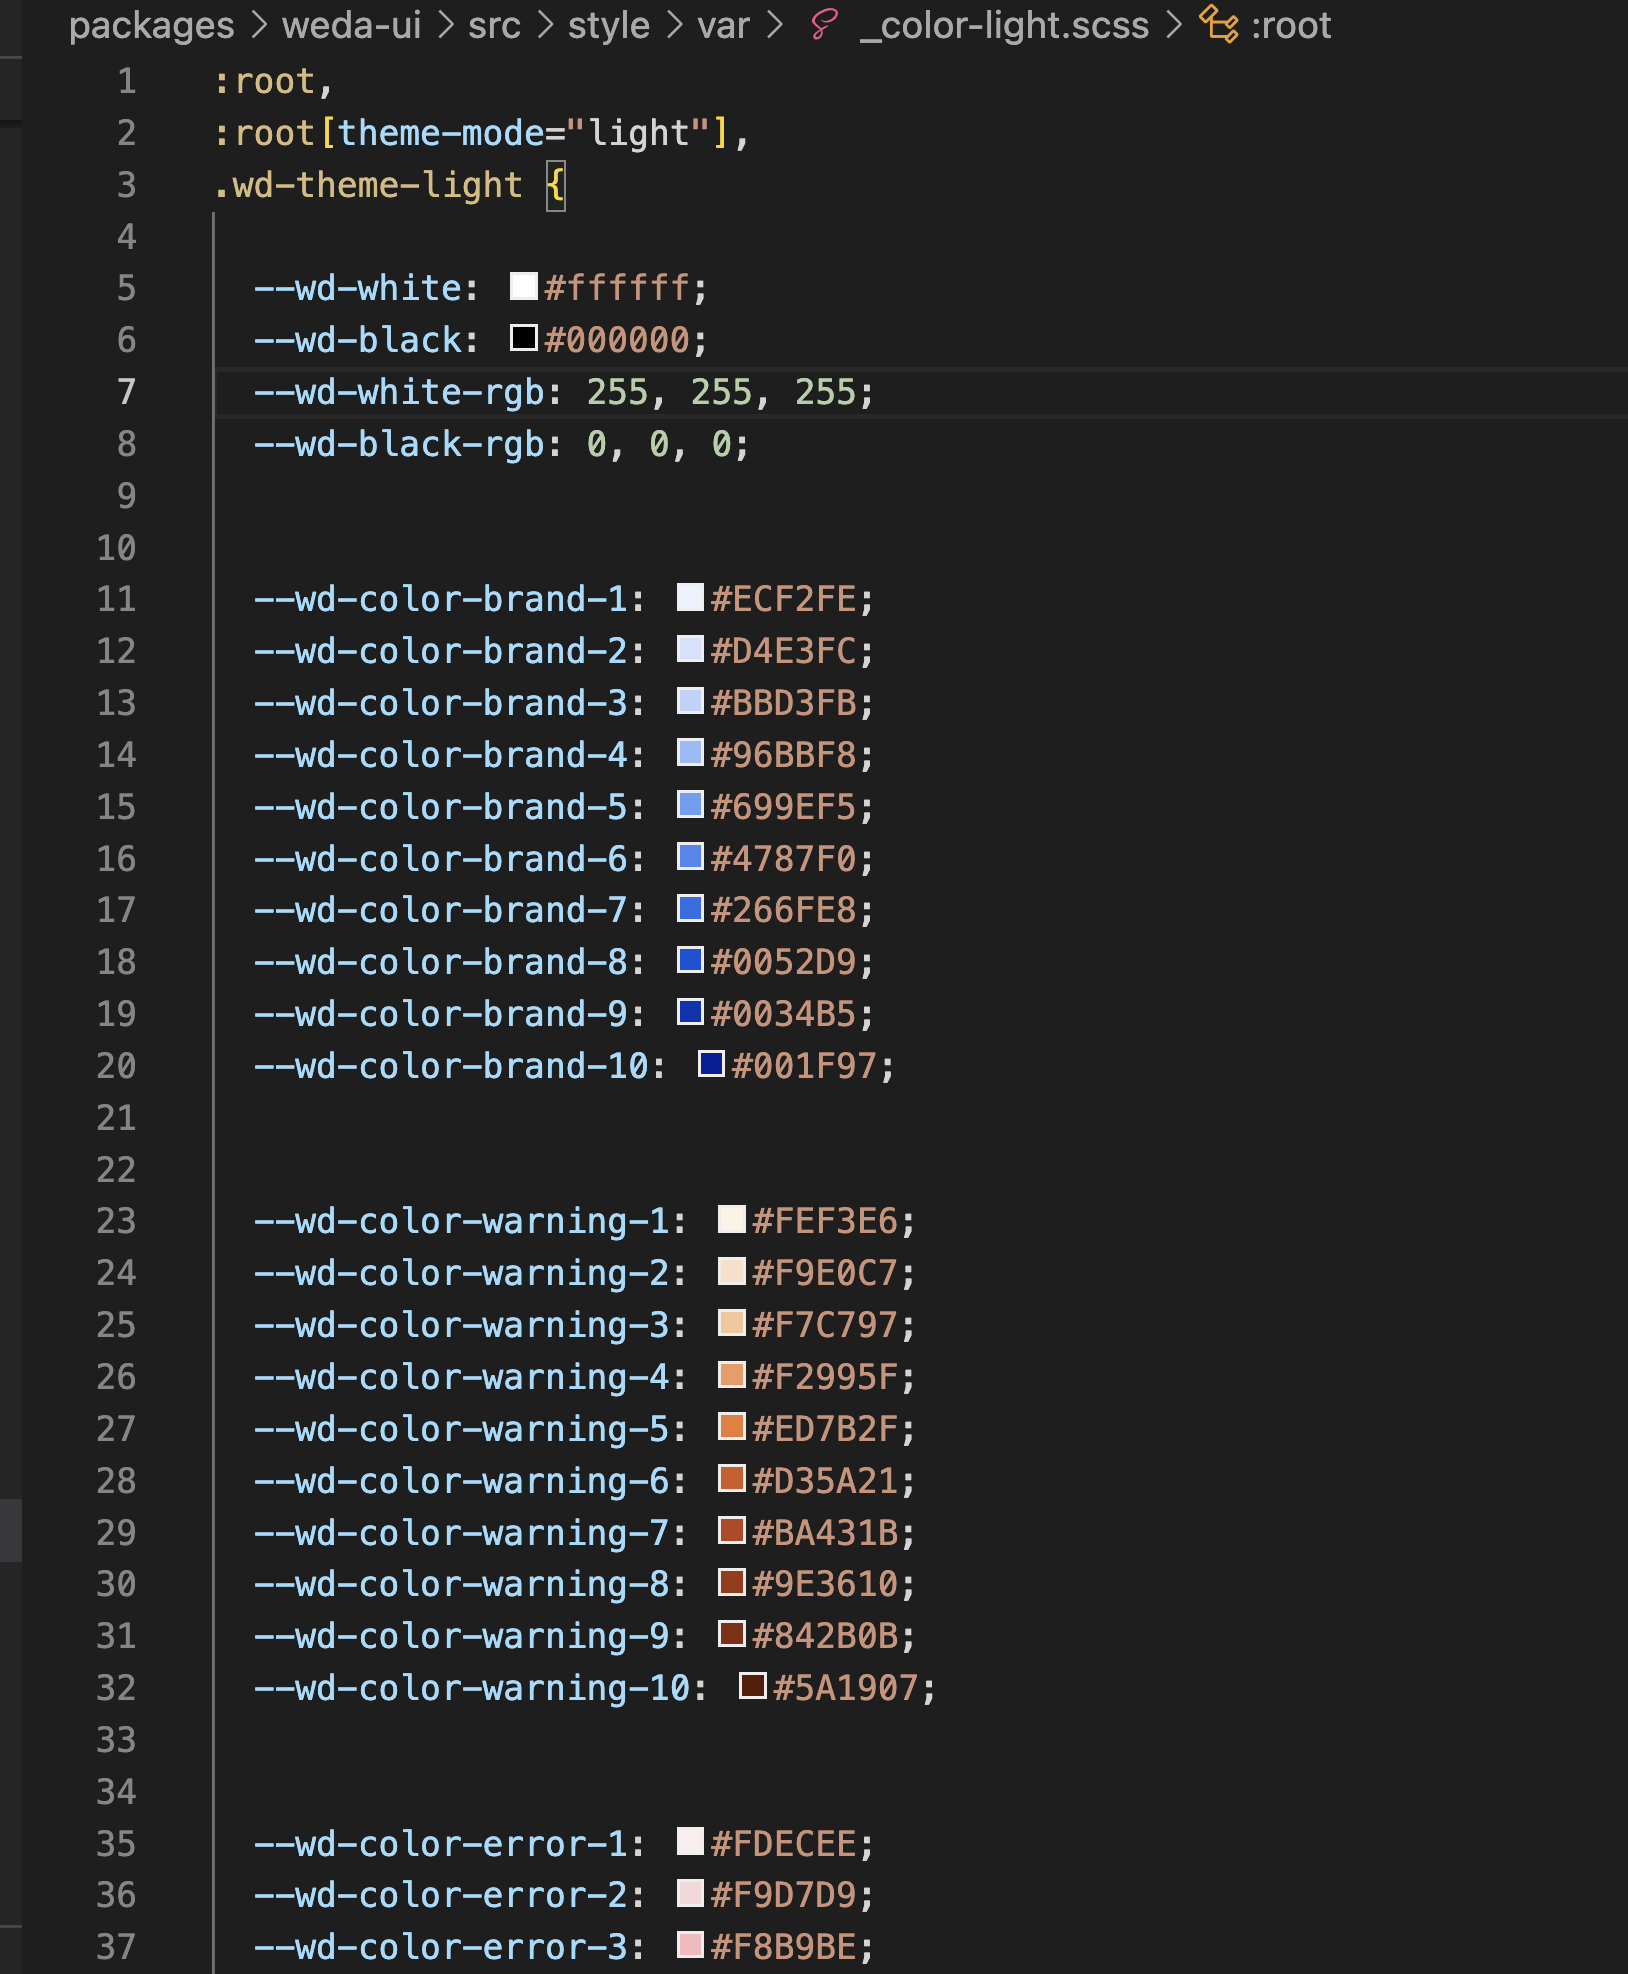 packages > weda-ui > src > style > var > _color-light.scss > :root
1 :root,
2 :root[theme-mode="light"],
3 .wd-theme-light {
4
5 --wd-white: #ffffff;
6 --wd-black: #000000;
7 --wd-white-rgb: 255, 255, 255;
8 --wd-black-rgb: 0, 0, 0;
9
10
11 --wd-color-brand-1: #ECF2FE;
12 --wd-color-brand-2: #D4E3FC;
13 --wd-color-brand-3: #BBD3FB;
14 --wd-color-brand-4: #96BBF8;
15 --wd-color-brand-5: #699EF5;
16 --wd-color-brand-6: #4787F0;
17 --wd-color-brand-7: #266FE8;
18 --wd-color-brand-8: #0052D9;
19 --wd-color-brand-9: #0034B5;
20 --wd-color-brand-10: #001F97;
21
22
23 --wd-color-warning-1: #FEF3E6;
24 --wd-color-warning-2: #F9E0C7;
25 --wd-color-warning-3: #F7C797;
26 --wd-color-warning-4: #F2995F;
27 --wd-color-warning-5: #ED7B2F;
28 --wd-color-warning-6: #D35A21;
29 --wd-color-warning-7: #BA431B;
30 --wd-color-warning-8: #9E3610;
31 --wd-color-warning-9: #842B0B;
32 --wd-color-warning-10: #5A1907;
33
34
35 --wd-color-error-1: #FDECEE;
36 --wd-color-error-2: #F9D7D9;
37 --wd-color-error-3: #F8B9BE;